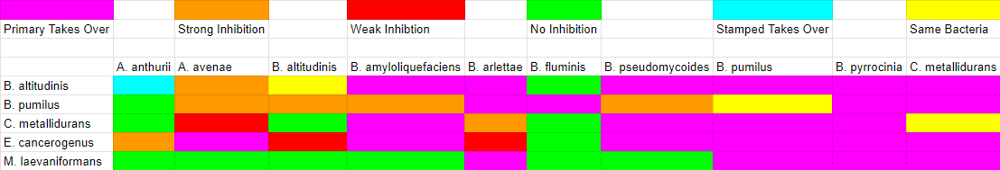 Primary Takes Over Strong Inhibition Weak Inhibtion No Inhibition Stamped Takes Over Same Bacteria
A. anthurii A. avenae B. altitudinis B. amyloliquefaciens B. arlettae B. fluminis B. pseudomycoides B. pumilus B. pyrrocinia C. metallidurans
B. altitudinis
B. pumilus
C. metallidurans
E. cancerogenus
M. laevaniformans